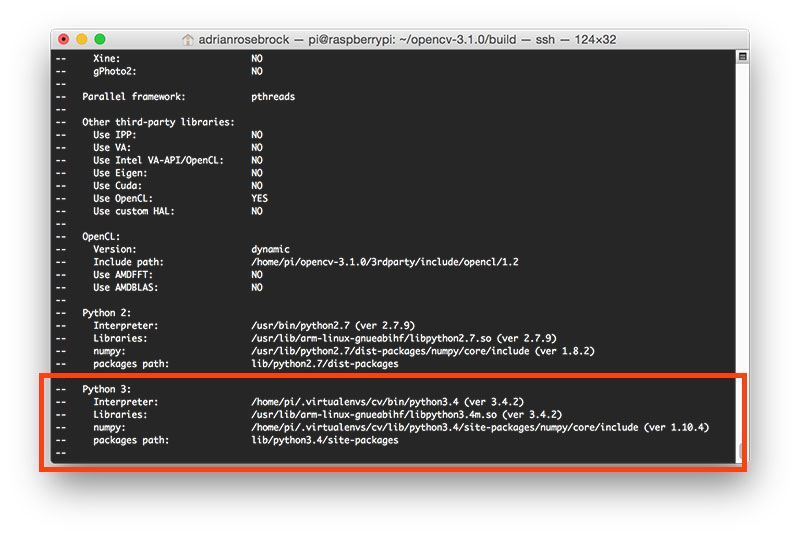 adrianrosebrock — pi@raspberrypi: ~/opencv-3.1.0/build — ssh — 124×32
-- Xine: NO
-- gPhoto2: NO
--
-- Parallel framework: pthreads
--
-- Other third-party libraries:
-- Use IPP: NO
-- Use VA: NO
-- Use Intel VA-API/OpenCL: NO
-- Use Eigen: NO
-- Use Cuda: NO
-- Use OpenCL: YES
-- Use custom HAL: NO
--
-- OpenCL:
-- Version: dynamic
-- Include path: /home/pi/opencv-3.1.0/3rdparty/include/opencl/1.2
-- Use AMDFFT: NO
-- Use AMDBLAS: NO
--
-- Python 2:
-- Interpreter: /usr/bin/python2.7 (ver 2.7.9)
-- Libraries: /usr/lib/arm-linux-gnueabihf/libpython2.7.so (ver 2.7.9)
-- numpy: /usr/lib/python2.7/dist-packages/numpy/core/include (ver 1.8.2)
-- packages path: lib/python2.7/dist-packages
--
-- Python 3:
-- Interpreter: /home/pi/.virtualenvs/cv/bin/python3.4 (ver 3.4.2)
-- Libraries: /usr/lib/arm-linux-gnueabihf/libpython3.4m.so (ver 3.4.2)
-- numpy: /home/pi/.virtualenvs/cv/lib/python3.4/site-packages/numpy/core/include (ver 1.10.4)
-- packages path: lib/python3.4/site-packages
--